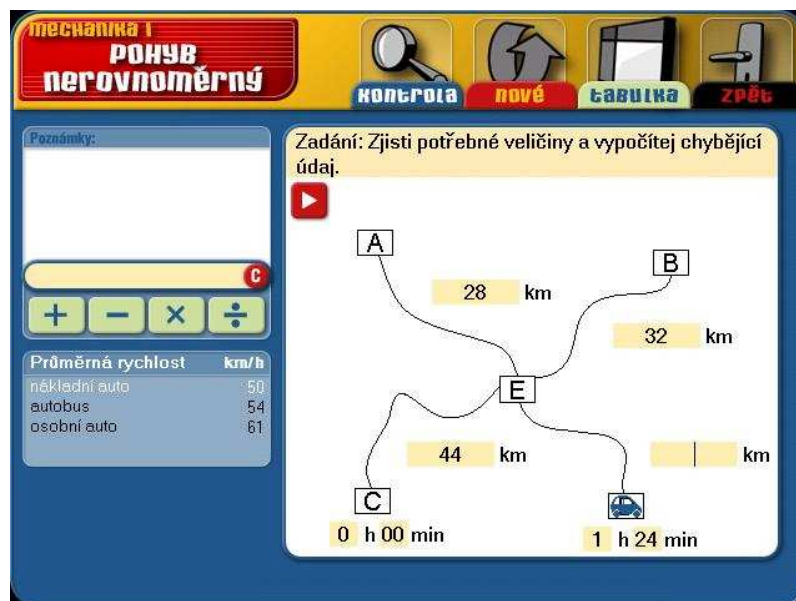 mechanika 1
POHYB
nerovnoměrný
kontrola
nové
tabulka
zpět
Poznámky:
C
+ − × ÷
Průměrná rychlost km/h
nákladní auto 50
autobus 54
osobní auto 61
Zadání: Zjisti potřebné veličiny a vypočítej chybějící
údaj.
A
B
28 km
32 km
E
44 km
km
C
0 h 00 min
1 h 24 min